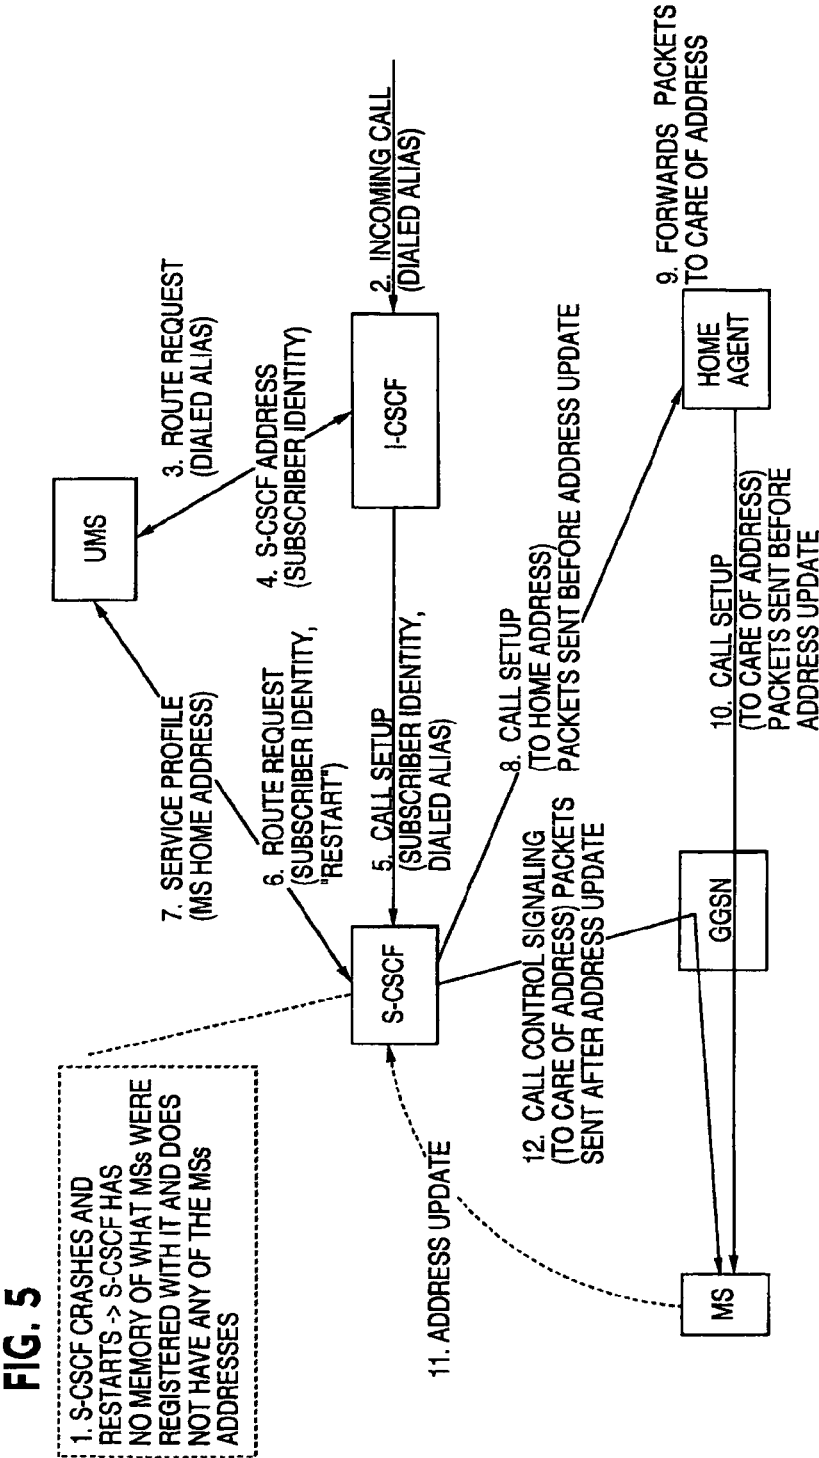 FIG. 5
1. S-CSCF CRASHES AND
RESTARTS -> S-CSCF HAS
NO MEMORY OF WHAT MSs WERE
REGISTERED WITH IT AND DOES
NOT HAVE ANY OF THE MSs
ADDRESSES
UMS
7. SERVICE PROFILE
(MS HOME ADDRESS)
3. ROUTE REQUEST
(DIALED ALIAS)
6. ROUTE REQUEST
(SUBSCRIBER IDENTITY,
"RESTART")
4. S-CSCF ADDRESS
(SUBSCRIBER IDENTITY)
2. INCOMING CALL
(DIALED ALIAS)
S-CSCF
5. CALL SETUP
(SUBSCRIBER IDENTITY,
DIALED ALIAS)
I-CSCF
11. ADDRESS UPDATE
12. CALL CONTROL SIGNALING
(TO CARE OF ADDRESS) PACKETS
SENT AFTER ADDRESS UPDATE
8. CALL SETUP
(TO HOME ADDRESS)
PACKETS SENT BEFORE ADDRESS UPDATE
9. FORWARDS PACKETS
TO CARE OF ADDRESS
MS
GGSN
HOME
AGENT
10. CALL SETUP
(TO CARE OF ADDRESS)
PACKETS SENT BEFORE
ADDRESS UPDATE